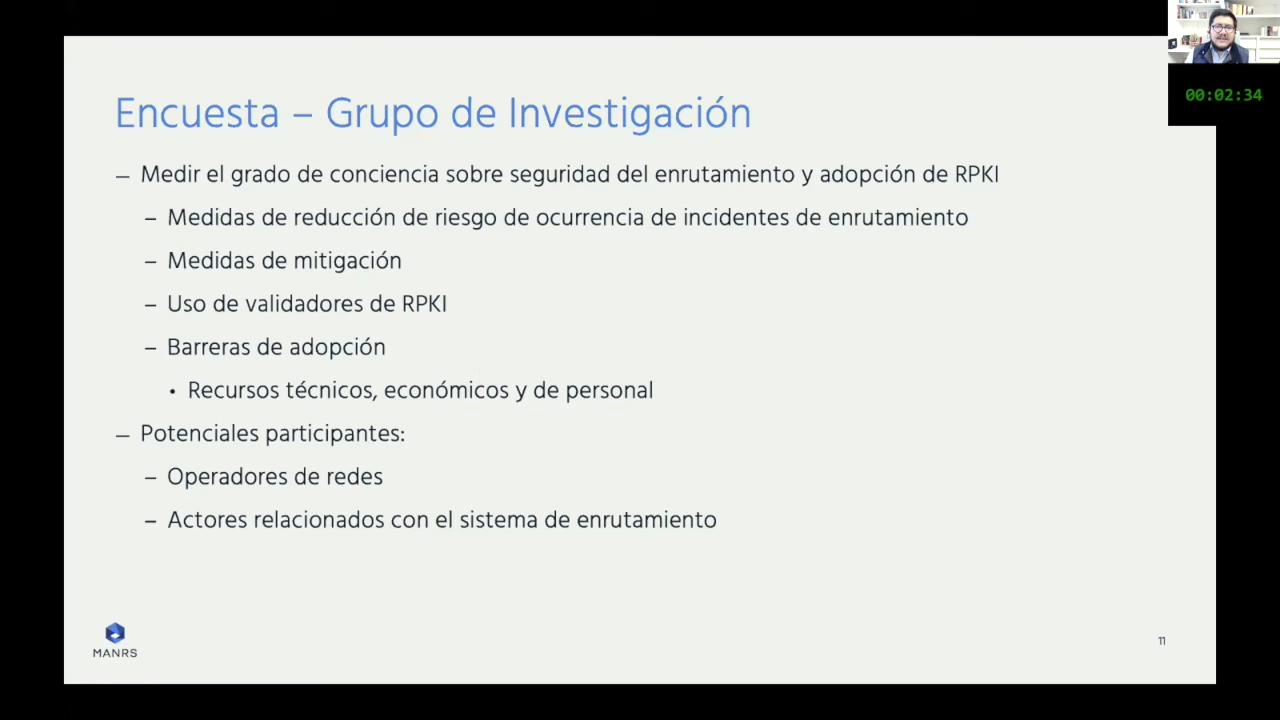 00:02:34
Encuesta – Grupo de Investigación
– Medir el grado de conciencia sobre seguridad del enrutamiento y adopción de RPKI
– Medidas de reducción de riesgo de ocurrencia de incidentes de enrutamiento
– Medidas de mitigación
– Uso de validadores de RPKI
– Barreras de adopción
• Recursos técnicos, económicos y de personal
– Potenciales participantes:
– Operadores de redes
– Actores relacionados con el sistema de enrutamiento
MANRS
11